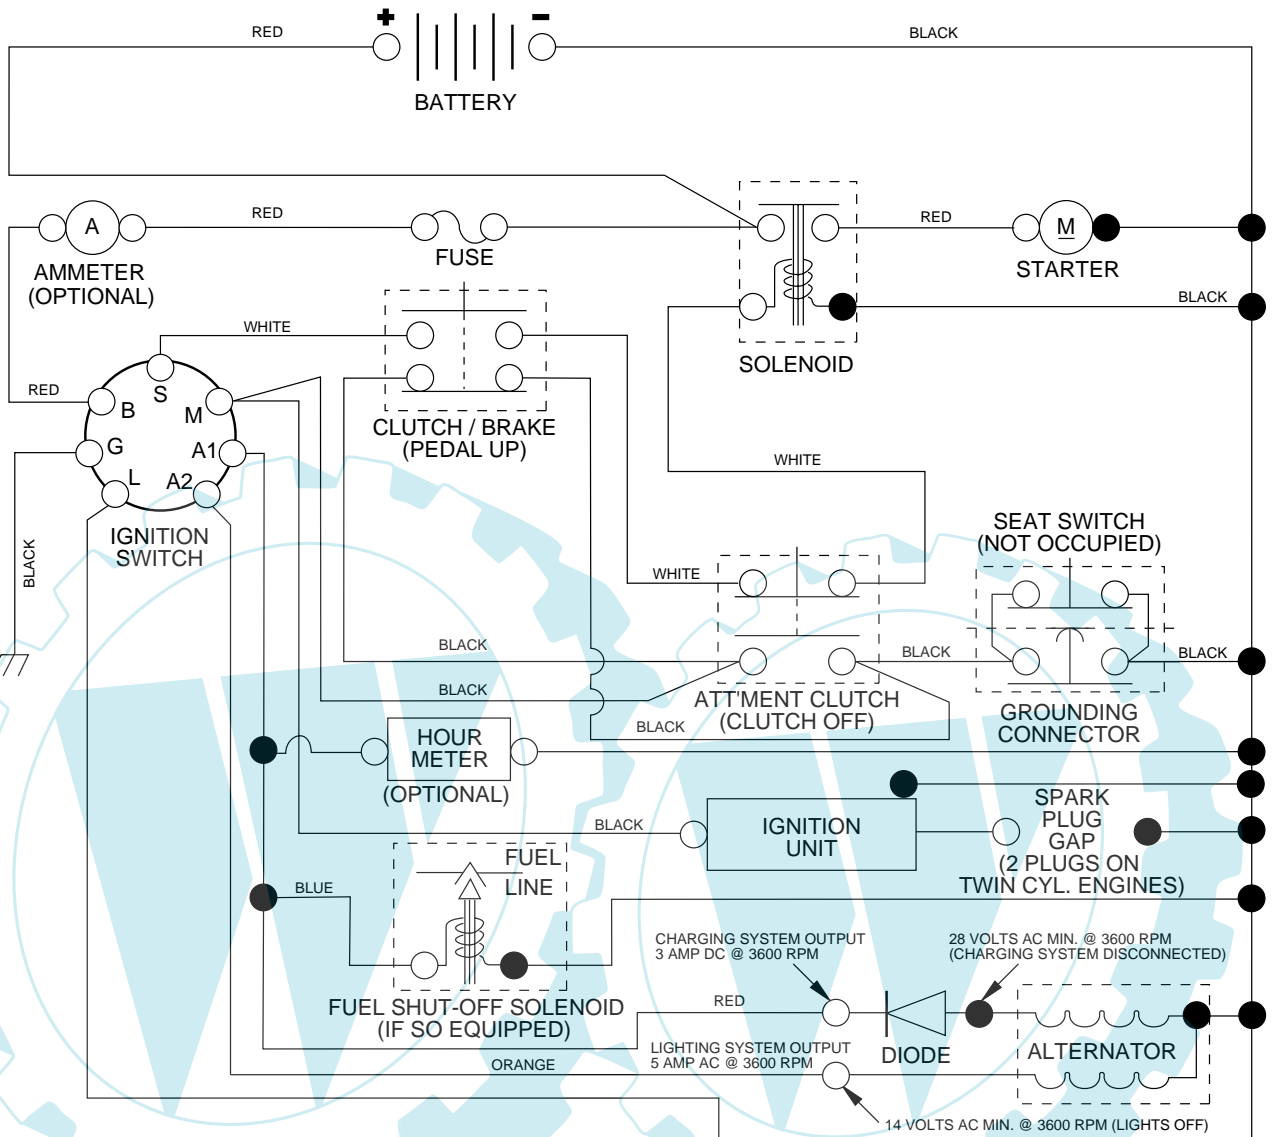 +
−
RED
BLACK
BATTERY
RED
A
FUSE
RED
M
AMMETER
(OPTIONAL)
STARTER
BLACK
WHITE
SOLENOID
RED
S
B
M
G
A1
L
A2
CLUTCH / BRAKE
(PEDAL UP)
WHITE
IGNITION
SWITCH
BLACK
SEAT SWITCH
(NOT OCCUPIED)
WHITE
BLACK
BLACK
BLACK
BLACK
ATT'MENT CLUTCH
(CLUTCH OFF)
BLACK
GROUNDING
CONNECTOR
HOUR
METER
(OPTIONAL)
BLACK
IGNITION
UNIT
SPARK
PLUG
GAP
(2 PLUGS ON
TWIN CYL. ENGINES)
FUEL
LINE
BLUE
CHARGING SYSTEM OUTPUT
3 AMP DC @ 3600 RPM
28 VOLTS AC MIN. @ 3600 RPM
(CHARGING SYSTEM DISCONNECTED)
FUEL SHUT-OFF SOLENOID
(IF SO EQUIPPED)
RED
DIODE
ALTERNATOR
ORANGE
LIGHTING SYSTEM OUTPUT
5 AMP AC @ 3600 RPM
14 VOLTS AC MIN. @ 3600 RPM (LIGHTS OFF)